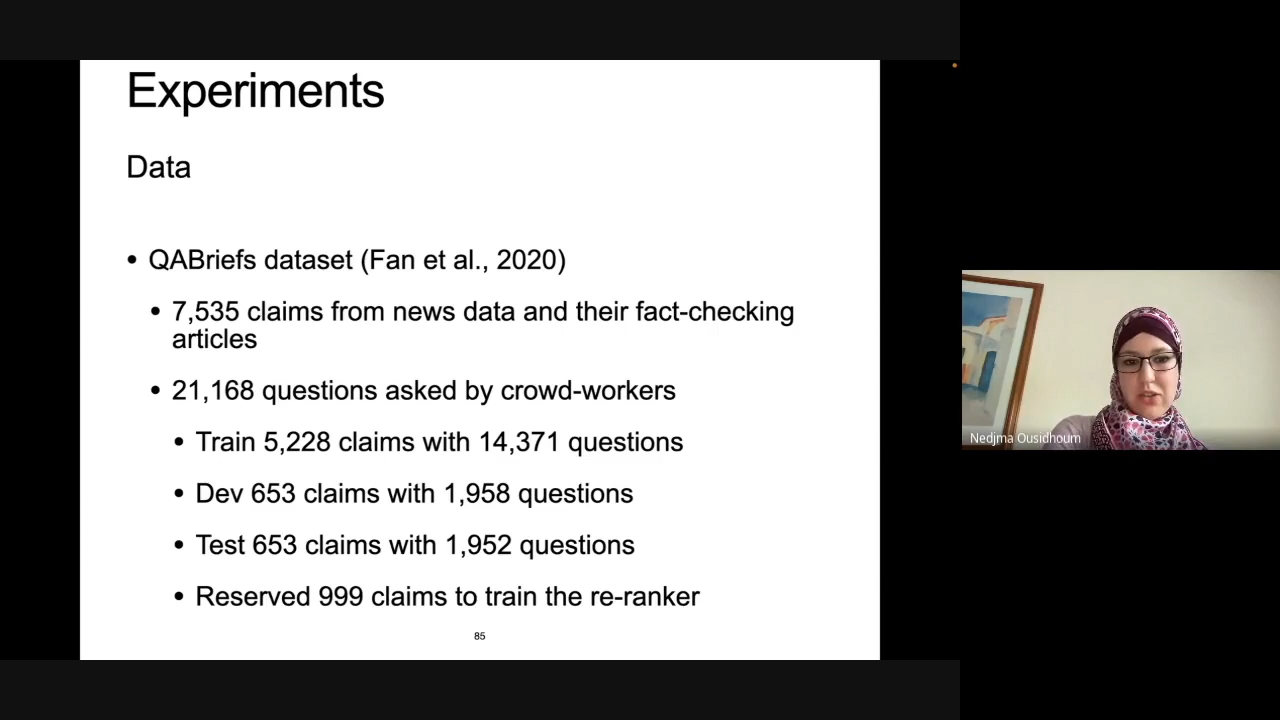 Experiments
Data
• QABriefs dataset (Fan et al., 2020)
• 7,535 claims from news data and their fact-checking
articles
• 21,168 questions asked by crowd-workers
• Train 5,228 claims with 14,371 questions
• Dev 653 claims with 1,958 questions
• Test 653 claims with 1,952 questions
• Reserved 999 claims to train the re-ranker
85
Nedjma Ousidhoum